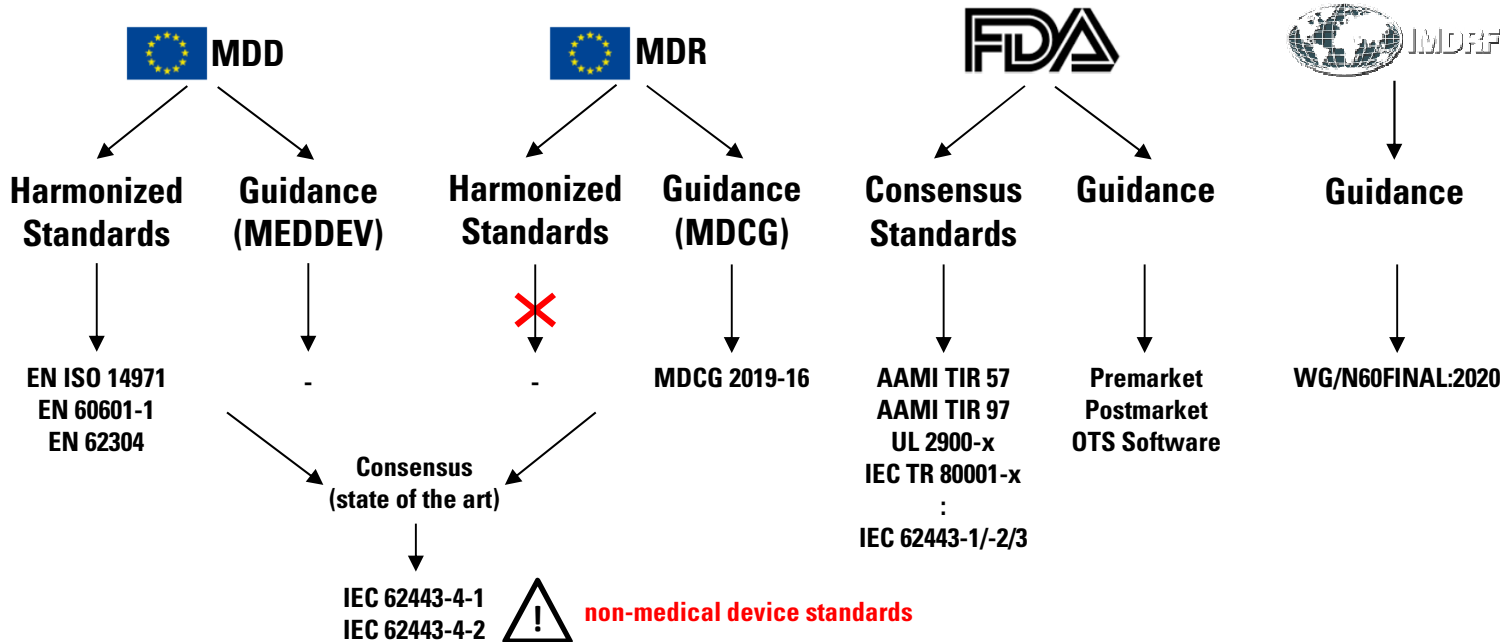 MDD
MDR
FDA
IMDRF
Harmonized
Standards
Guidance
(MEDDEV)
Harmonized
Standards
Guidance
(MDCG)
Consensus
Standards
Guidance
Guidance
EN ISO 14971
EN 60601-1
EN 62304
-
-
MDCG 2019-16
AAMI TIR 57
AAMI TIR 97
UL 2900-x
IEC TR 80001-x
:
IEC 62443-1/-2/3
Premarket
Postmarket
OTS Software
WG/N60FINAL:2020
Consensus
(state of the art)
IEC 62443-4-1
IEC 62443-4-2
!
non-medical device standards